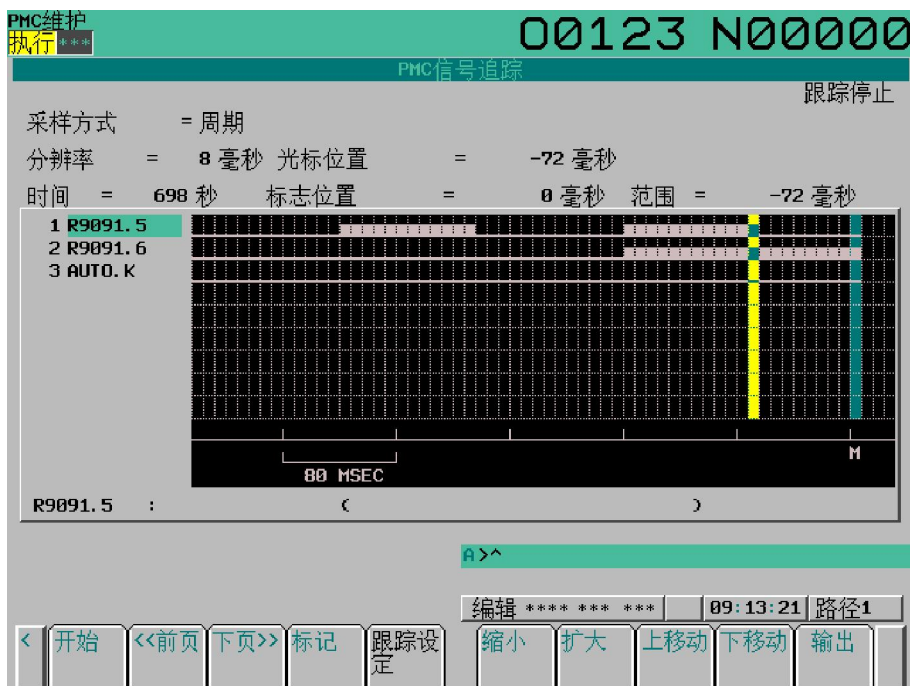 PMC维护
执行 *** O0123 N00000
PMC信号追踪
跟踪停止
采样方式 = 周期
分辨率 = 8 毫秒 光标位置 = -72 毫秒
时间 = 698 秒 标志位置 = 0 毫秒 范围 = -72 毫秒
1 R9091.5
2 R9091.6
3 AUTO.K
M
80 MSEC
R9091.5 : ( )
A>^
编辑 **** *** *** 09:13:21 路径1
< 开始 <<前页 下页>> 标记 跟踪设定 缩小 扩大 上移动 下移动 输出